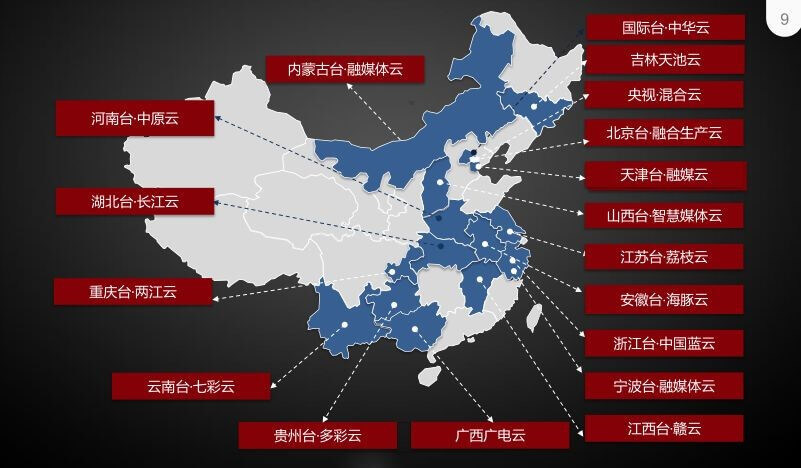 9
国际台·中华云
吉林天池云
内蒙古台·融媒体云
央视·混合云
河南台·中原云
北京台·融合生产云
天津台·融媒云
湖北台·长江云
山西台·智慧媒体云
江苏台·荔枝云
重庆台·两江云
安徽台·海豚云
浙江台·中国蓝云
云南台·七彩云
宁波台·融媒体云
贵州台·多彩云
广西广电云
江西台·赣云